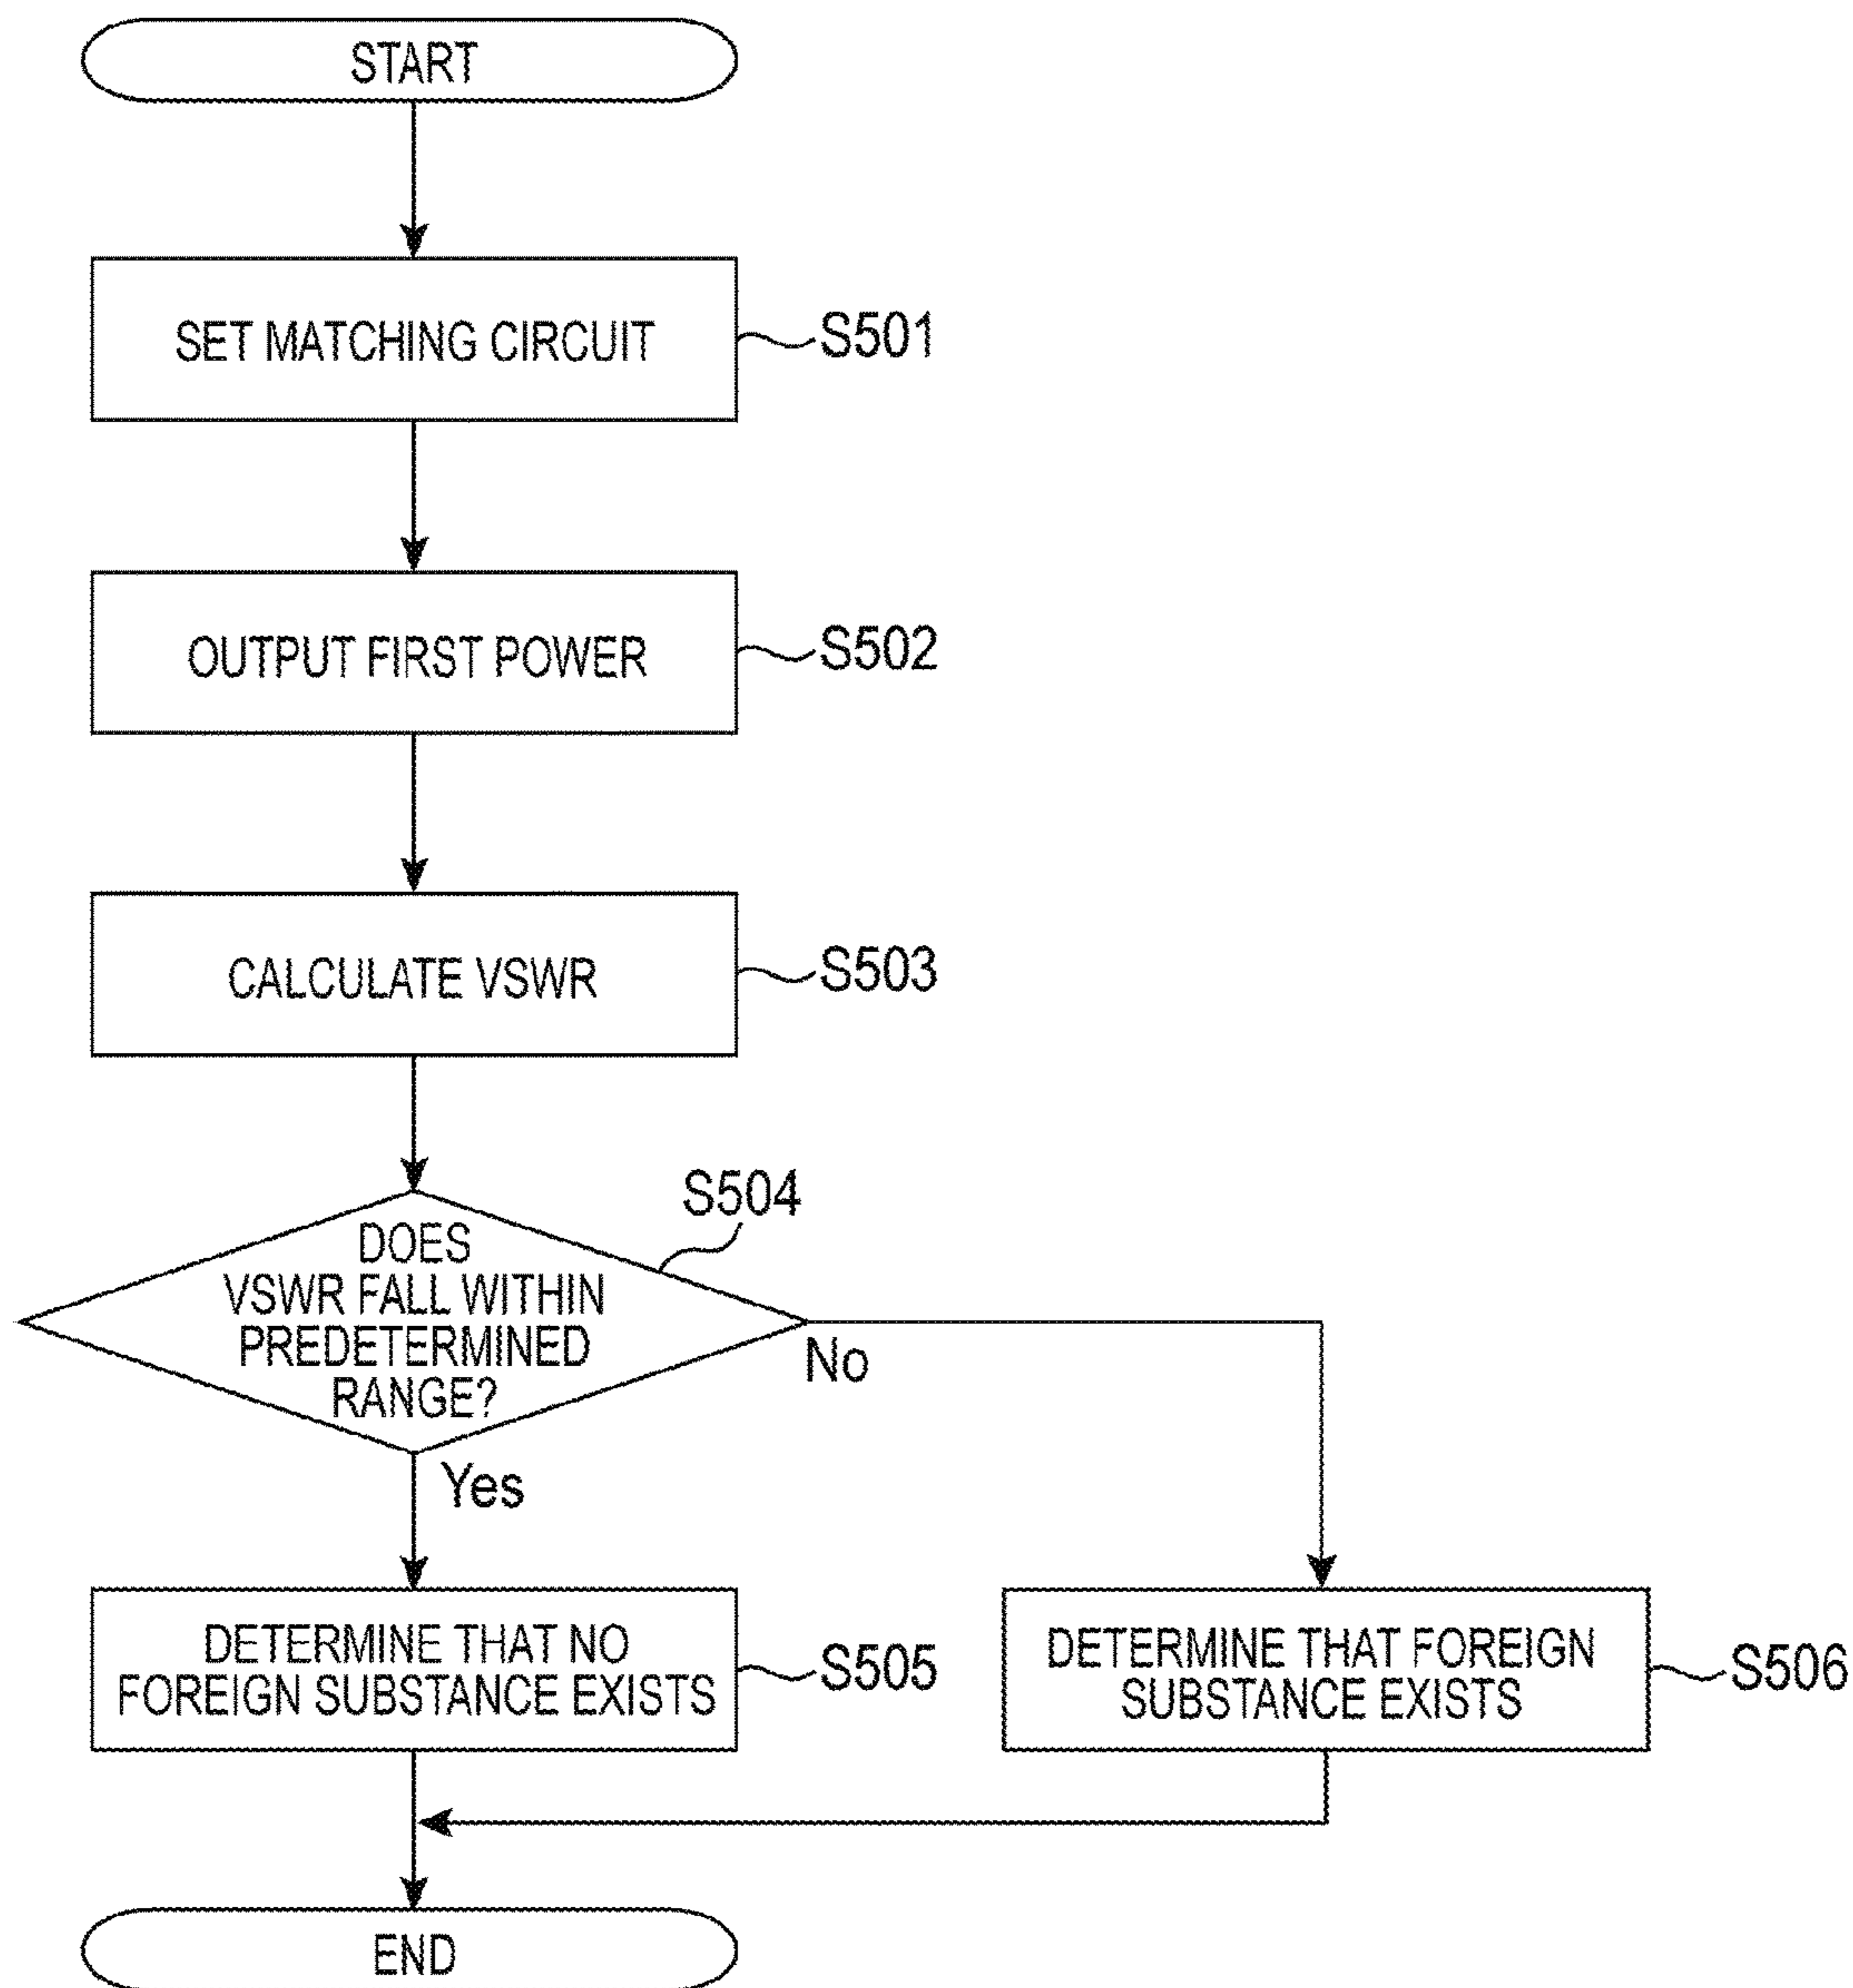 START
SET MATCHING CIRCUIT
S501
OUTPUT FIRST POWER
S502
CALCULATE VSWR
S503
S504
DOES
VSWR FALL WITHIN
PREDETERMINED
RANGE?
No
Yes
DETERMINE THAT NO
FOREIGN SUBSTANCE EXISTS
S505
DETERMINE THAT FOREIGN
SUBSTANCE EXISTS
S506
END